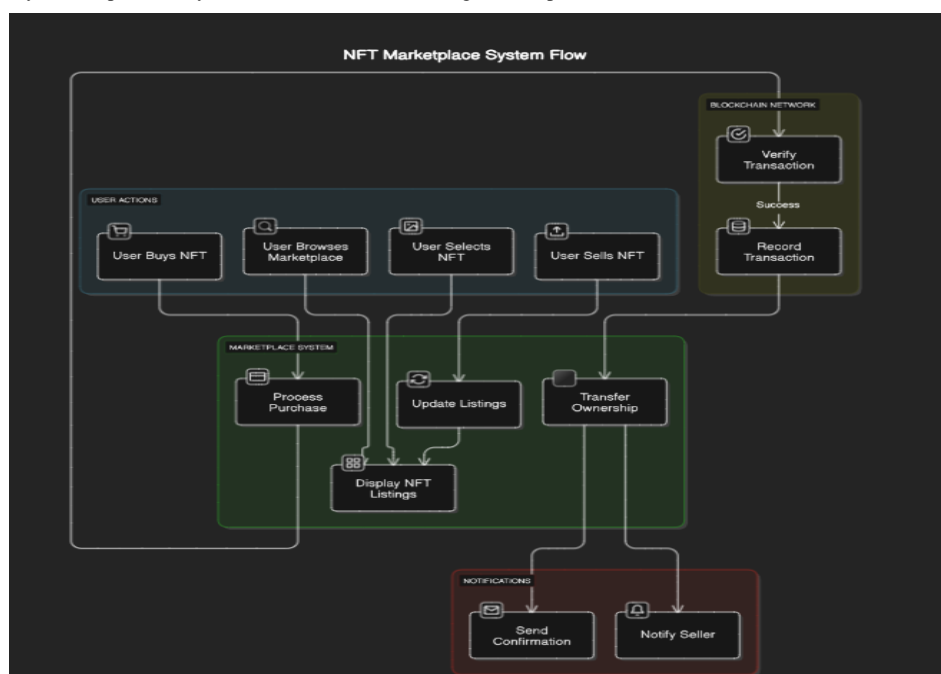 NFT Marketplace System Flow
BLOCKCHAIN NETWORK
Verify
Transaction
Success
Record
Transaction
USER ACTIONS
User Buys NFT
User Browses
Marketplace
User Selects
NFT
User Sells NFT
MARKETPLACE SYSTEM
Process
Purchase
Update Listings
Transfer
Ownership
Display NFT
Listings
NOTIFICATIONS
Send
Confirmation
Notify Seller